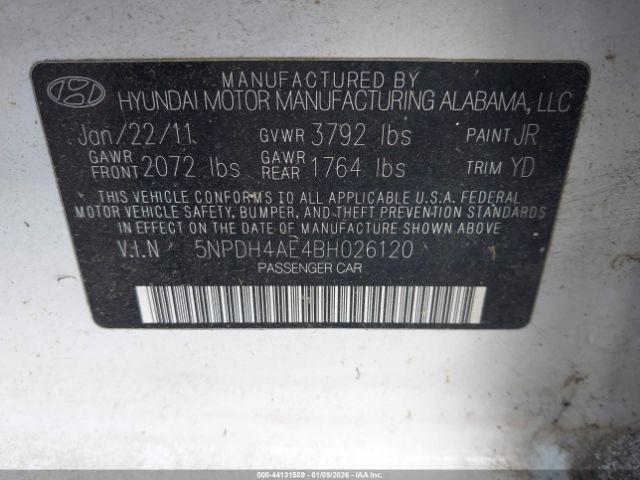 MANUFACTURED BY
HYUNDAI MOTOR MANUFACTURING ALABAMA, LLC
Jan/22/11 GVWR 3792 lbs PAINT JR
GAWR FRONT 2072 lbs GAWR REAR 1764 lbs TRIM YD
THIS VEHICLE CONFORMS TO ALL APPLICABLE U.S.A. FEDERAL
MOTOR VEHICLE SAFETY, BUMPER, AND THEFT PREVENTION STANDARDS
IN EFFECT ON THE DATE OF MANUFACTURE SHOWN ABOVE
V.I.N 5NPDH4AE4BH026120
PASSENGER CAR
000-44131589 - 01/09/2026 - IAAI.COM